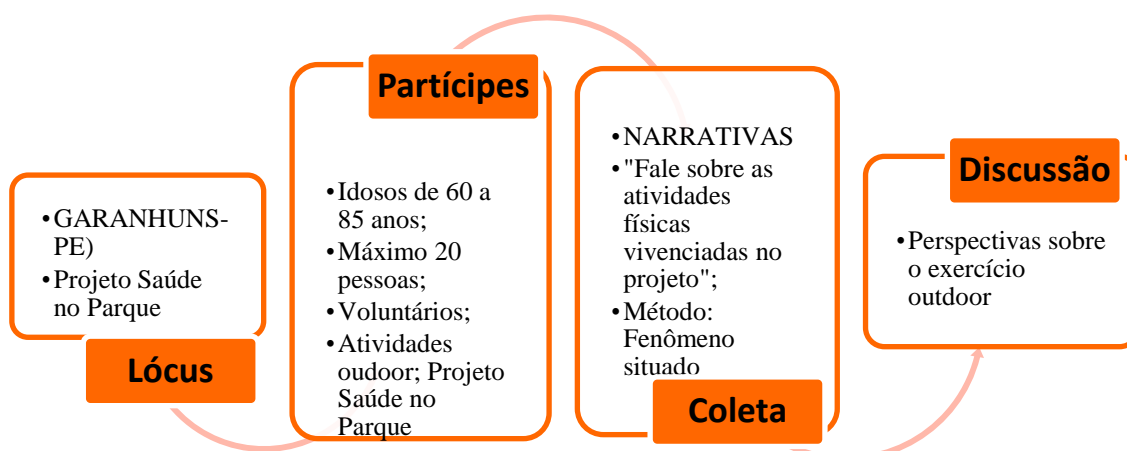 •GARANHUNS-
PE)
•Projeto Saúde
no Parque
Lócus
Partícipes
•Idosos de 60 a
85 anos;
•Máximo 20
pessoas;
•Voluntários;
•Atividades
oudoor; Projeto
Saúde no
Parque
•NARRATIVAS
•"Fale sobre as
atividades
físicas
vivenciadas no
projeto";
•Método:
Fenômeno
situado
Coleta
Discussão
•Perspectivas sobre
o exercício
outdoor